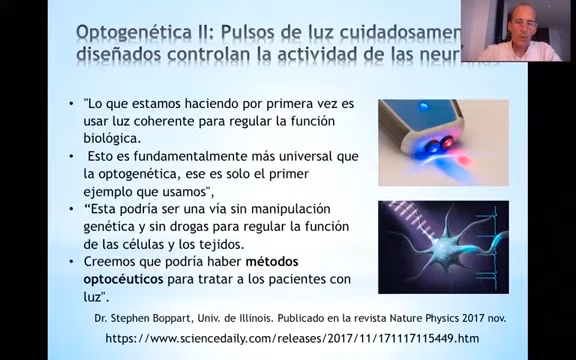 Optogenética II: Pulsos de luz cuidadosamen
diseñados controlan la actividad de las neur
• "Lo que estamos haciendo por primera vez es
usar luz coherente para regular la función
biológica.
• Esto es fundamentalmente más universal que
la optogenética, ese es solo el primer
ejemplo que usamos",
• “Esta podría ser una vía sin manipulación
genética y sin drogas para regular la función
de las células y los tejidos.
• Creemos que podría haber métodos
optocéuticos para tratar a los pacientes con
luz".
Dr. Stephen Boppart, Univ. de Illinois. Publicado en la revista Nature Physics 2017 nov.
https://www.sciencedaily.com/releases/2017/11/171117115449.htm